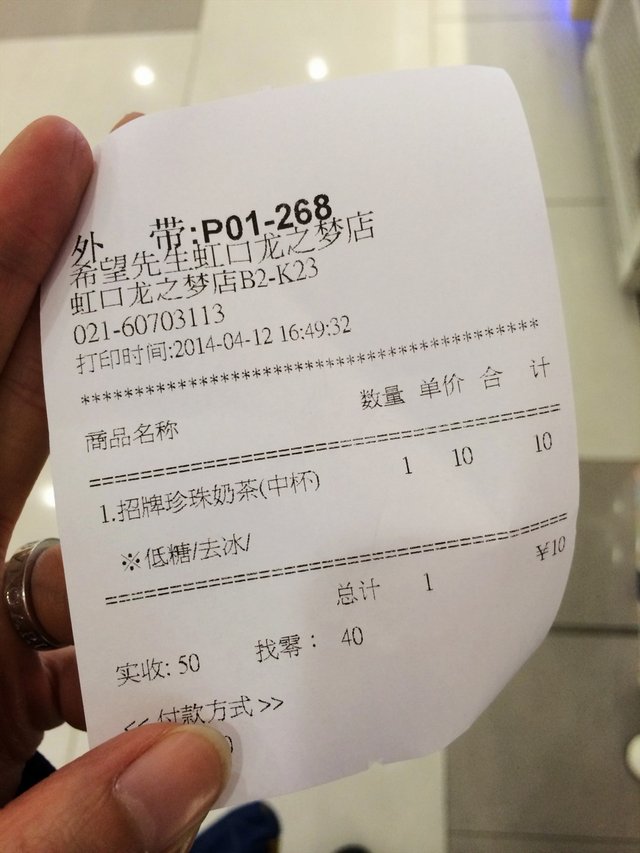 外　带:P01-268
希望先生虹口龙之梦店
虹口龙之梦店B2-K23
021-60703113
打印时间:2014-04-12 16:49:32
****************************************
商品名称 数量 单价 合 计
========================================
1.招牌珍珠奶茶(中杯) 1 10 10
※低糖/去冰/
========================================
总计 1 ¥10
实收: 50 找零： 40
<< 付款方式 >>